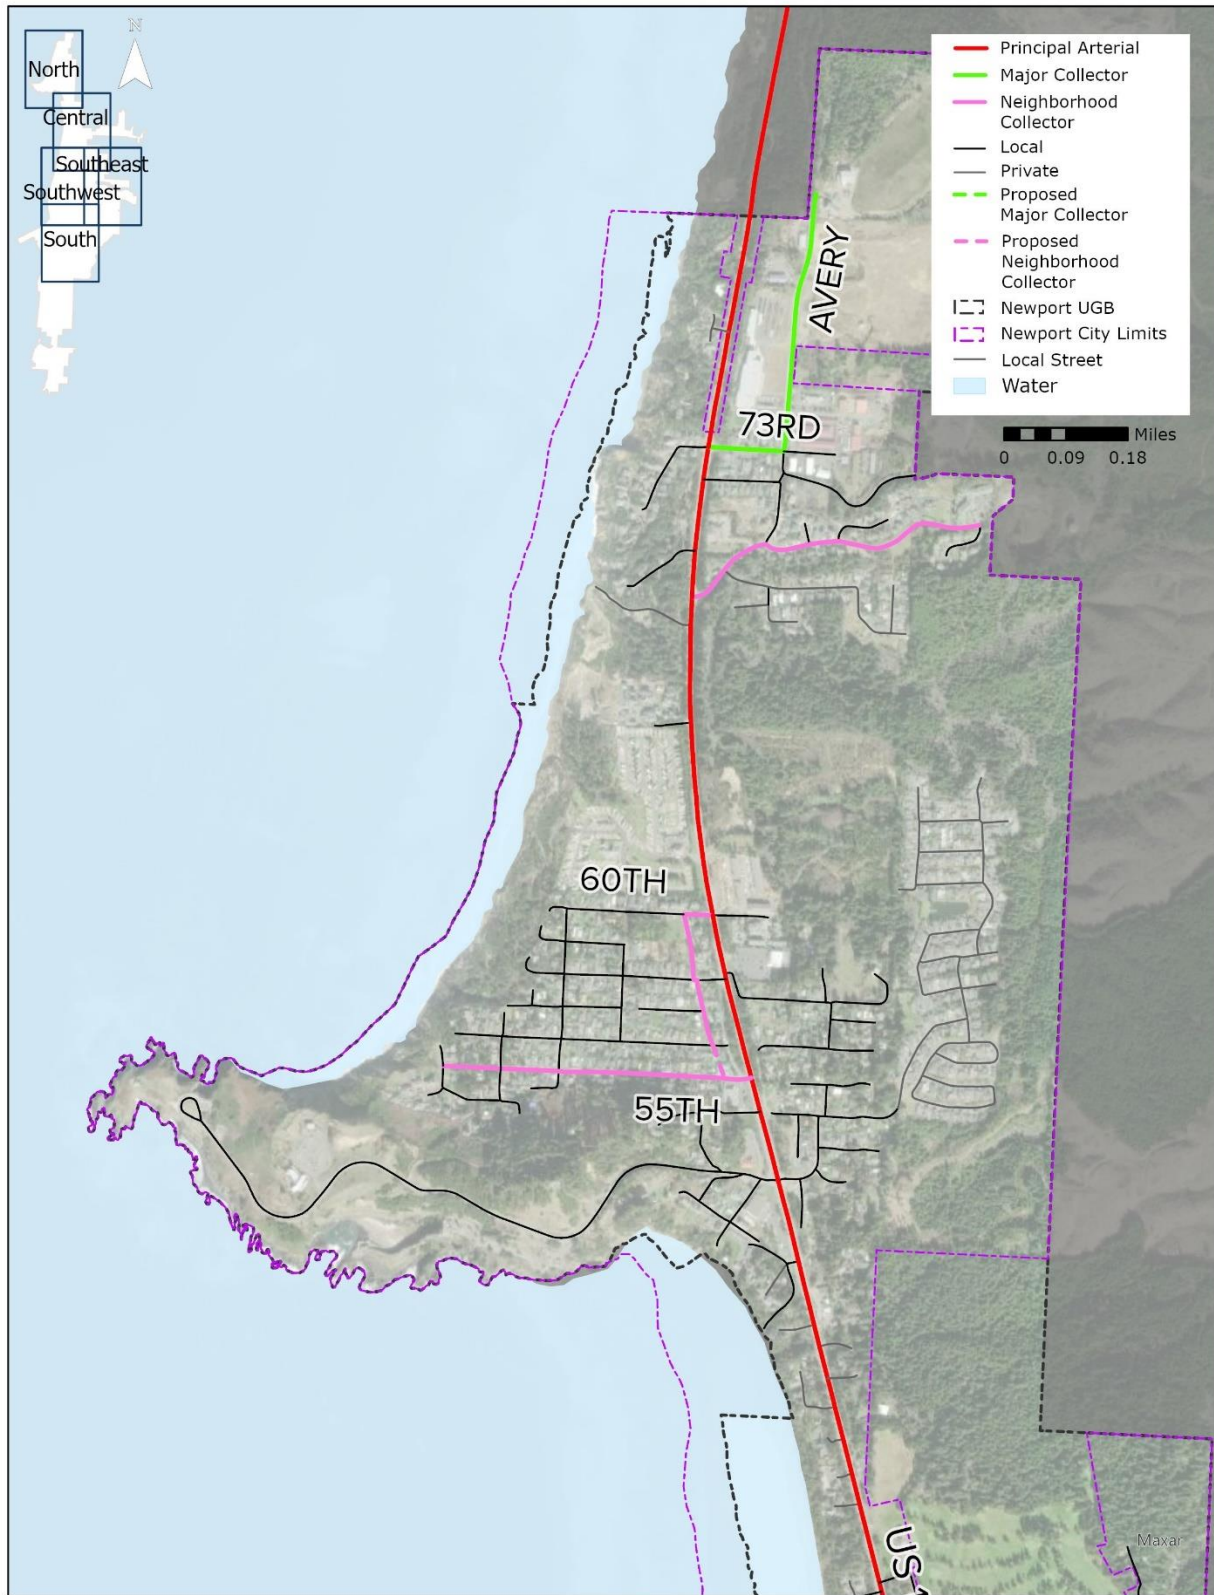 N
North
Central
Southeast
Southwest
South
Principal Arterial
Major Collector
Neighborhood
Collector
Local
Private
Proposed
Major Collector
Proposed
Neighborhood
Collector
Newport UGB
Newport City Limits
Local Street
Water
Miles
0 0.09 0.18
AVERY
73RD
60TH
55TH
US
Maxar